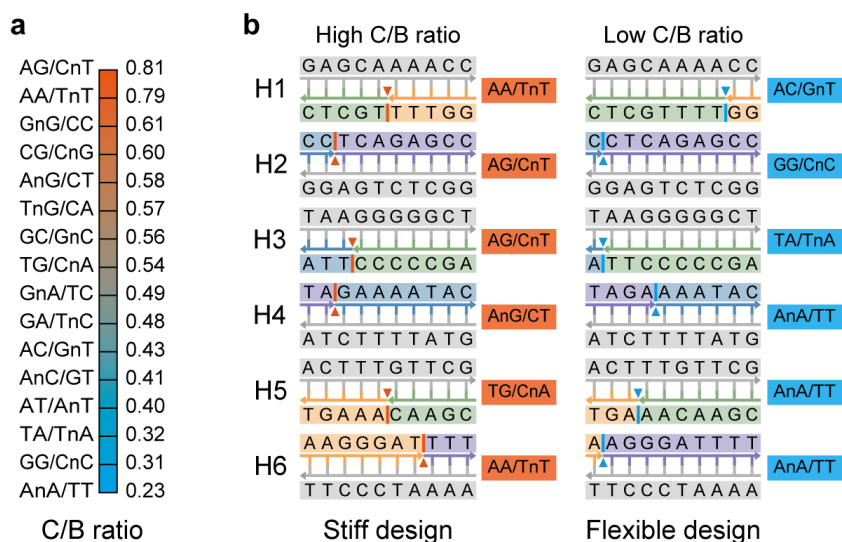 a
AG/CnT 0.81
AA/TnT 0.79
GnG/CC 0.61
CG/CnG 0.60
AnG/CT 0.58
TnG/CA 0.57
GC/GnC 0.56
TG/CnA 0.54
GnA/TC 0.49
GA/TnC 0.48
AC/GnT 0.43
AnC/GT 0.41
AT/AnT 0.40
TA/TnA 0.32
GG/CnC 0.31
AnA/TT 0.23
C/B ratio
b
High C/B ratio Low C/B ratio
GAGCAAAACC GAGCAAAACC
H1 AA/TnT AC/GnT
CTCGTTTTGG CTCGTTTTGG
CCTCAGAGCC CCTCAGAGCC
H2 AG/CnT GG/CnC
GGAGTCTCGG GGAGTCTCGG
TAAGGGGGCT TAAGGGGGCT
H3 AG/CnT TA/TnA
ATTCCCCCGA ATTCCCCCGA
TAGAAAATAC TAGAAAATAC
H4 AnG/CT AnA/TT
ATCTTTTATG ATCTTTTATG
ACTTTGTTCG ACTTTGTTCG
H5 TG/CnA AnA/TT
TGAAACAAGC TGAAACAAGC
AAGGGATTTT AAGGGATTTT
H6 AA/TnT AnA/TT
TTCCCTAAAA TTCCCTAAAA
Stiff design Flexible design